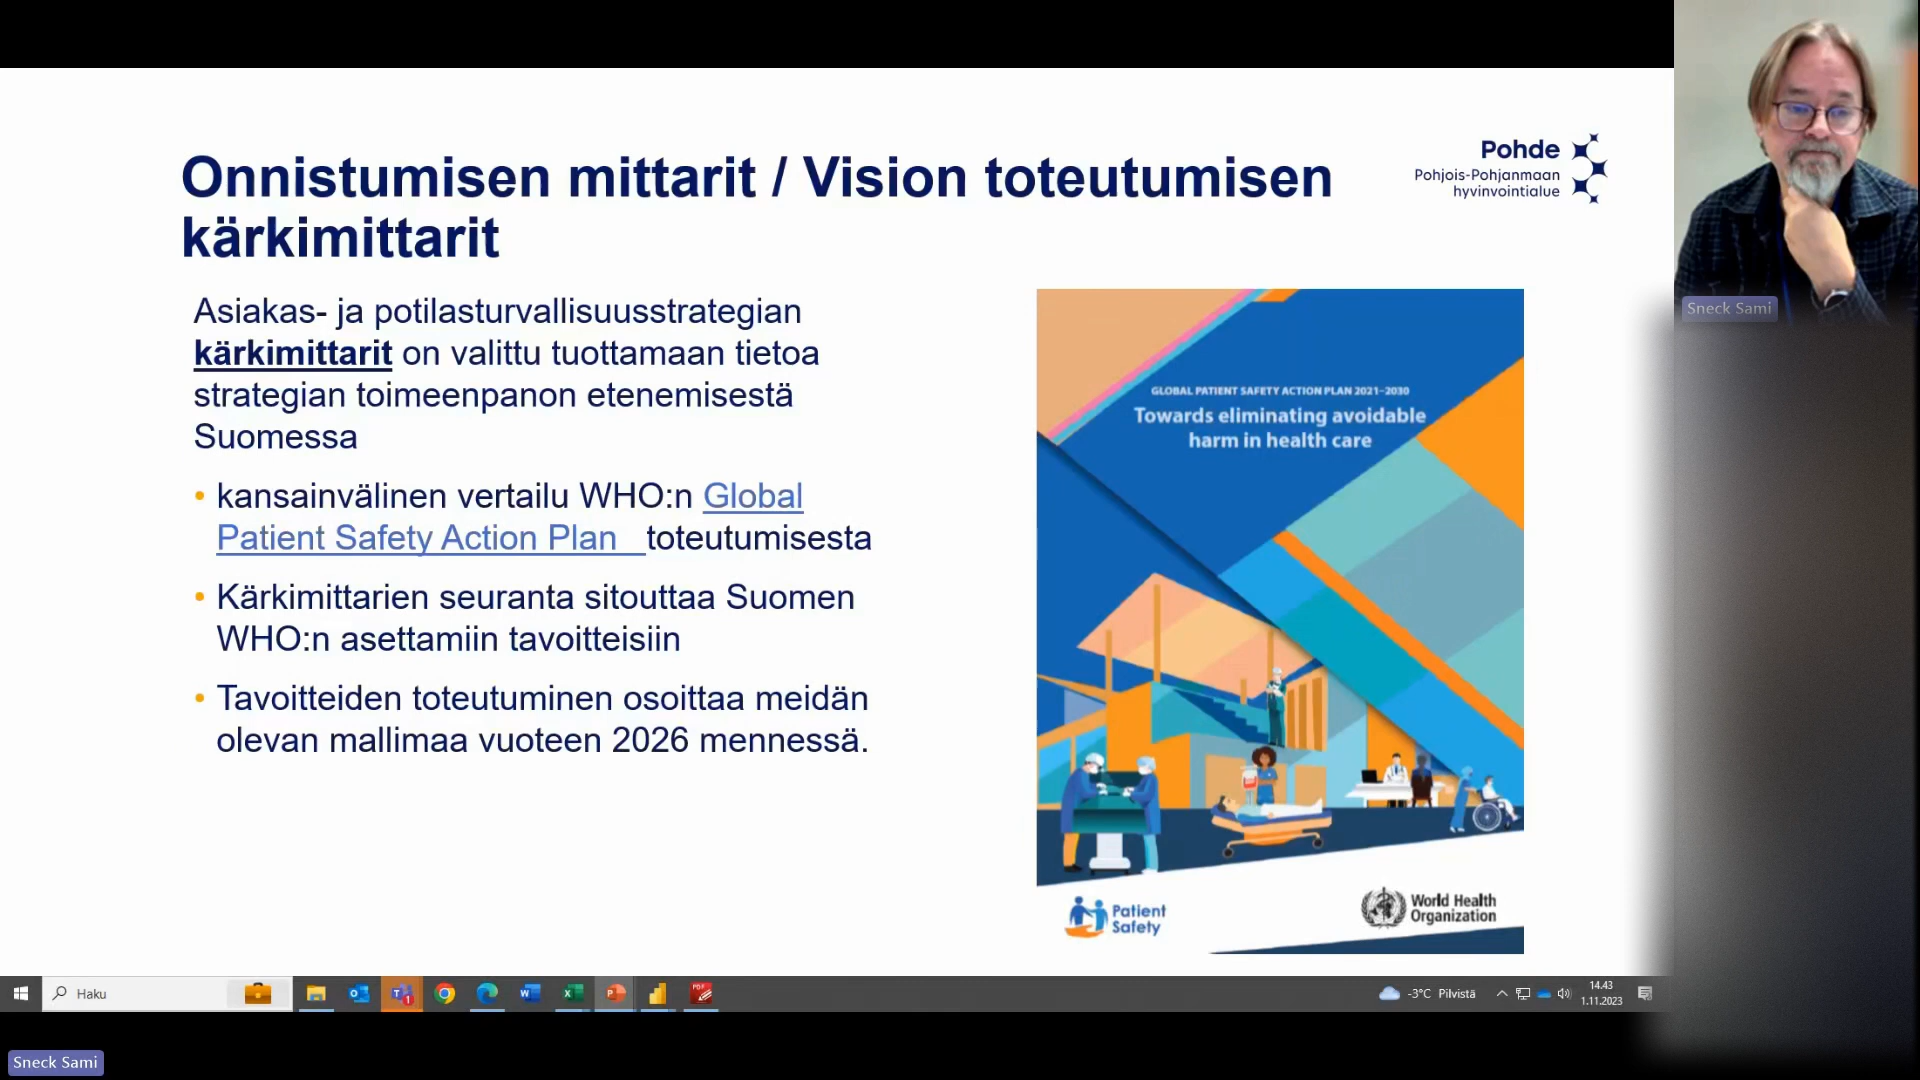 Onnistumisen mittarit / Vision toteutumisen
kärkimittarit
Pohde
Pohjois-Pohjanmaan
hyvinvointialue
Asiakas- ja potilasturvallisuusstrategian
kärkimittarit on valittu tuottamaan tietoa
strategian toimeenpanon etenemisestä
Suomessa
• kansainvälinen vertailu WHO:n Global
Patient Safety Action Plan toteutumisesta
• Kärkimittarien seuranta sitouttaa Suomen
WHO:n asettamiin tavoitteisiin
• Tavoitteiden toteutuminen osoittaa meidän
olevan mallimaa vuoteen 2026 mennessä.
GLOBAL PATIENT SAFETY ACTION PLAN 2021–2030
Towards eliminating avoidable
harm in health care
Patient
Safety
World Health
Organization
Sneck Sami
Haku
-3°C Pilvistä
14.43
1.11.2023
Sneck Sami